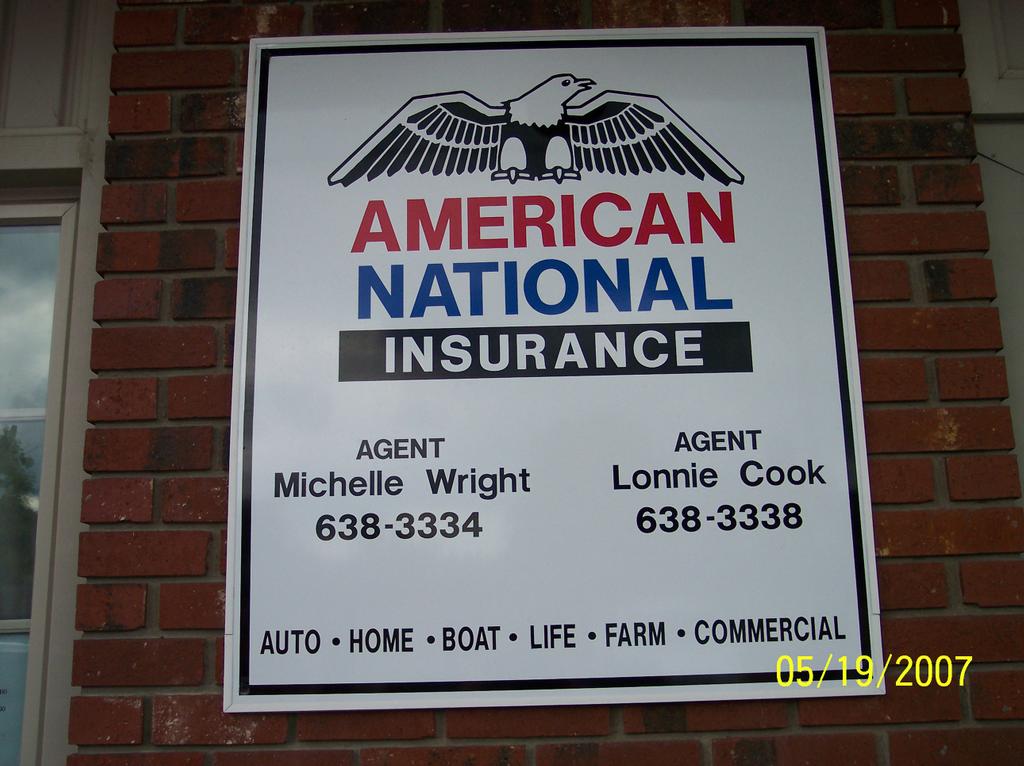 AMERICAN
NATIONAL
INSURANCE
AGENT
Michelle Wright
638-3334
AGENT
Lonnie Cook
638-3338
AUTO • HOME • BOAT • LIFE • FARM • COMMERCIAL
05/19/2007